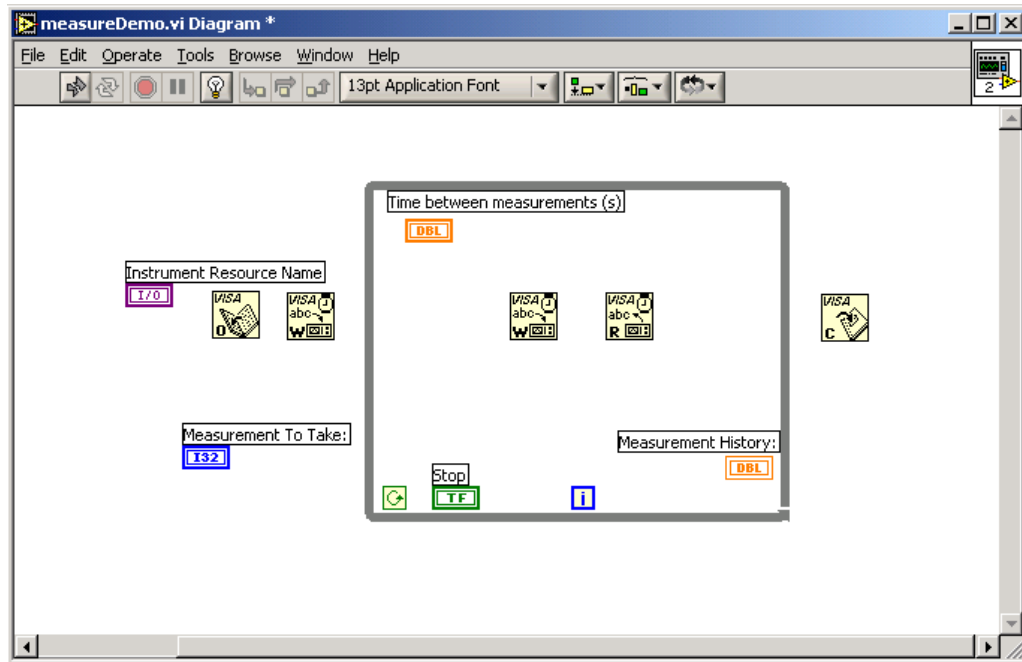 measureDemo.vi Diagram *
File Edit Operate Tools Browse Window Help
13pt Application Font
2
Time between measurements (s)
DBL
Instrument Resource Name
I/O
VISA
O
VISA
abc
W
VISA
abc
W
VISA
abc
R
VISA
C
Measurement To Take:
I32
Measurement History:
DBL
Stop
TF
i